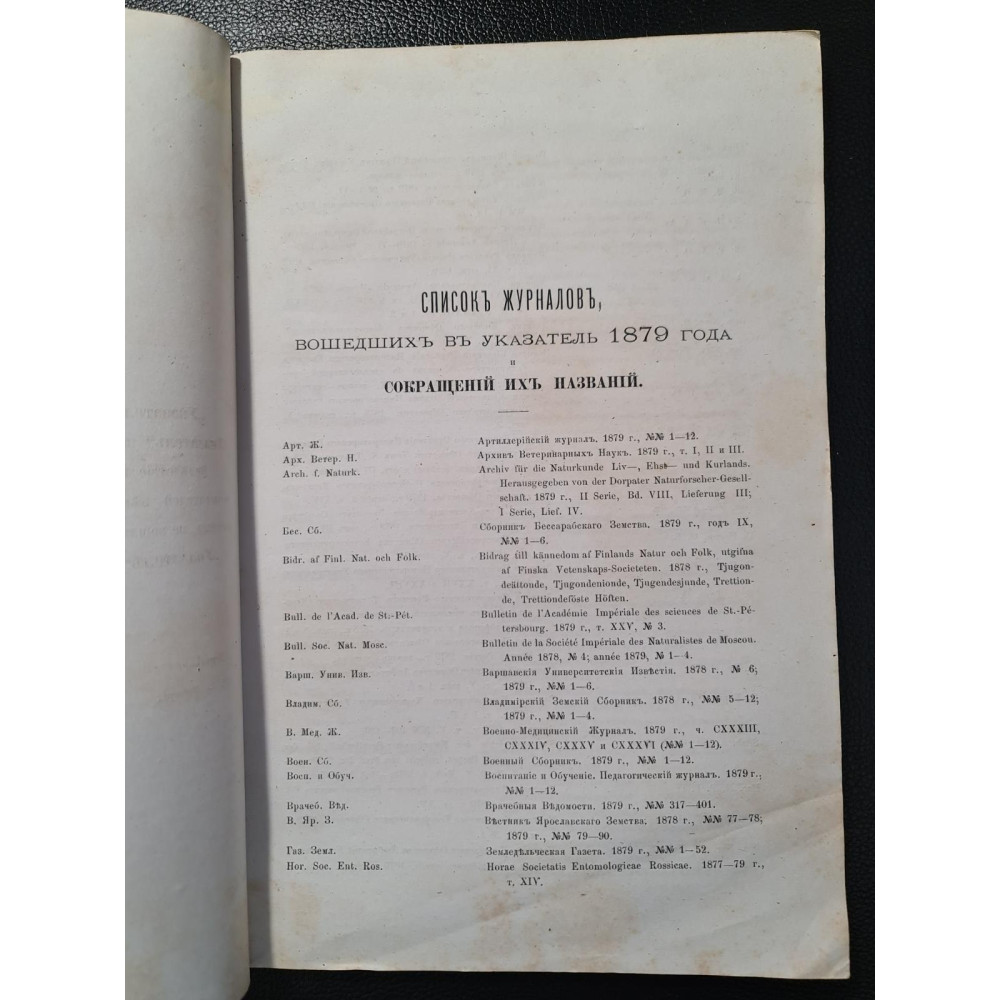 СПИСОКЪ ЖУРНАЛОВЪ,
ВОШЕДШИХЪ ВЪ УКАЗАТЕЛЬ 1879 ГОДА
и
СОКРАЩЕНІЙ ИХЪ НАЗВАНІЙ.
Арт. Ж. Артиллерійскій журналъ. 1879 г., №№ 1—12.
Арх. Ветер. Н. Архивъ Ветеринарныхъ Наукъ. 1879 г., т. I, II и III.
Arch. f. Naturk. Archiv für die Naturkunde Liv—, Ehst— und Kurlands.
Herausgegeben von der Dorpater Naturforscher-Gesell-
schaft. 1879 г., II Serie, Bd. VIII, Lieferung III;
I Serie, Lief. IV.
Бес. Сб. Сборникъ Бессарабскаго Земства. 1879 г., годъ IX,
№№ 1—6.
Bidr. af Finl. Nat. och Folk. Bidrag till kännedom af Finlands Natur och Folk, utgifna
af Finska Vetenskaps-Societeten. 1878 г., Tjugon-
deåttonde, Tjugondenionde, Tjugendesjunde, Trettion-
de, Trettiondeföste Höften.
Bull. de l'Acad. de St.-Pét. Bulletin de l'Académie Impériale des sciences de St.-Pé-
tersbourg. 1879 г., т. XXV, № 3.
Bull. Soc. Nat. Mosc. Bulletin de la Société Impériale des Naturalistes de Moscou.
Année 1878, № 4; année 1879, № 1—4.
Варш. Унив. Изв. Варшавскія Университетскія Извѣстія. 1878 г., № 6;
1879 г., №№ 1—6.
Владим. Сб. Владимірскій Земскій Сборникъ. 1878 г., №№ 5—12;
1879 г., №№ 1—4.
В. Мед. Ж. Военно-Медицинскій Журналъ. 1879 г., ч. CXXXIII,
CXXXIV, CXXXV и CXXXVI (№№ 1—12).
Воен. Сб. Военный Сборникъ. 1879 г., №№ 1—12.
Восп. и Обуч. Воспитаніе и Обученіе. Педагогическій журналъ. 1879 г.,
№№ 1—12.
Врачеб. Вѣд. Врачебныя Вѣдомости. 1879 г., №№ 317—401.
В. Яр. З. Вѣстникъ Ярославскаго Земства. 1878 г., №№ 77—78;
1879 г., №№ 79—90.
Газ. Земл. Земледѣльческая Газета. 1879 г., №№ 1—52.
Hor. Soc. Ent. Ros. Horae Societatis Entomologicae Rossicae. 1877—79 г.,
т. XIV.